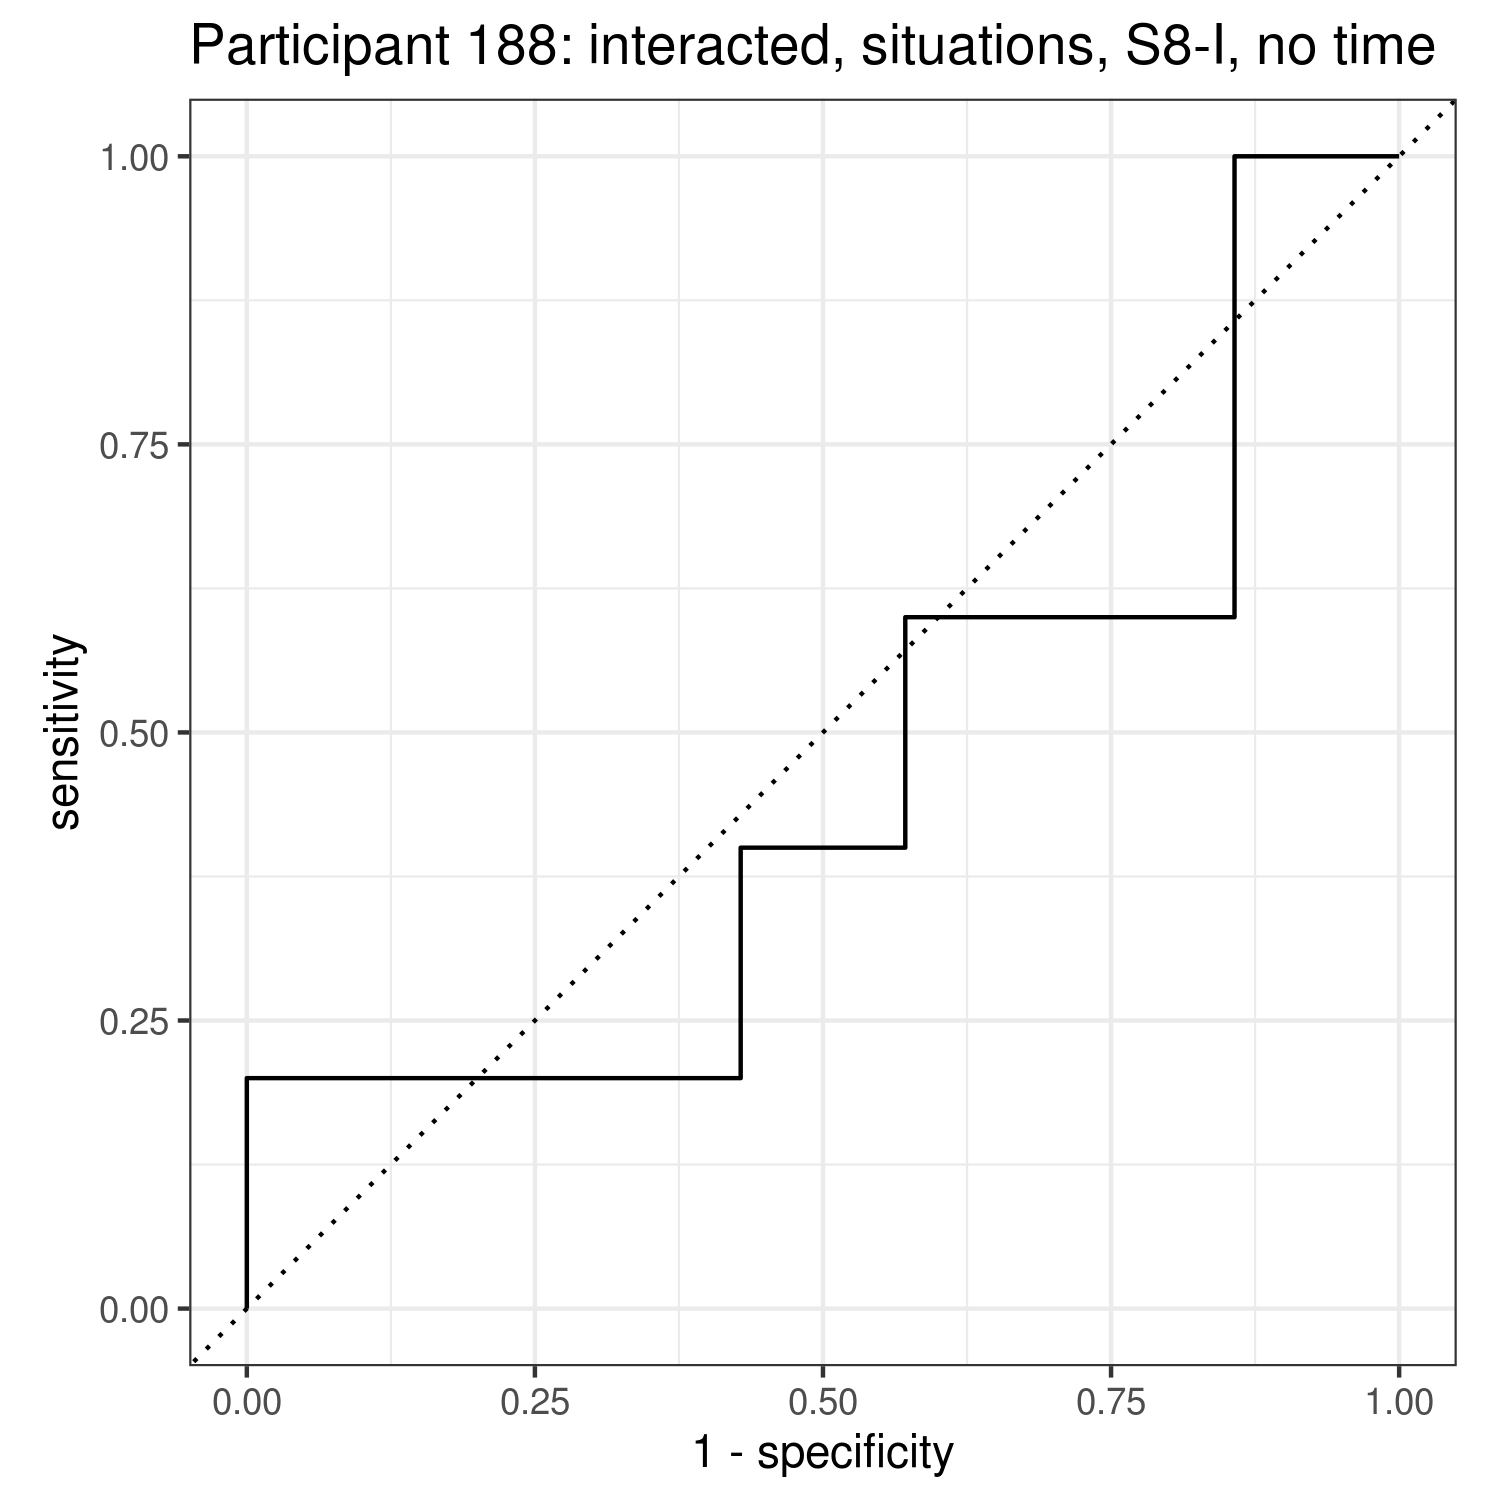 Participant 188: interacted, situations, S8-I, no time
1.00
0.75
0.50
0.25
0.00
sensitivity
0.00 0.25 0.50 0.75 1.00
1 - specificity